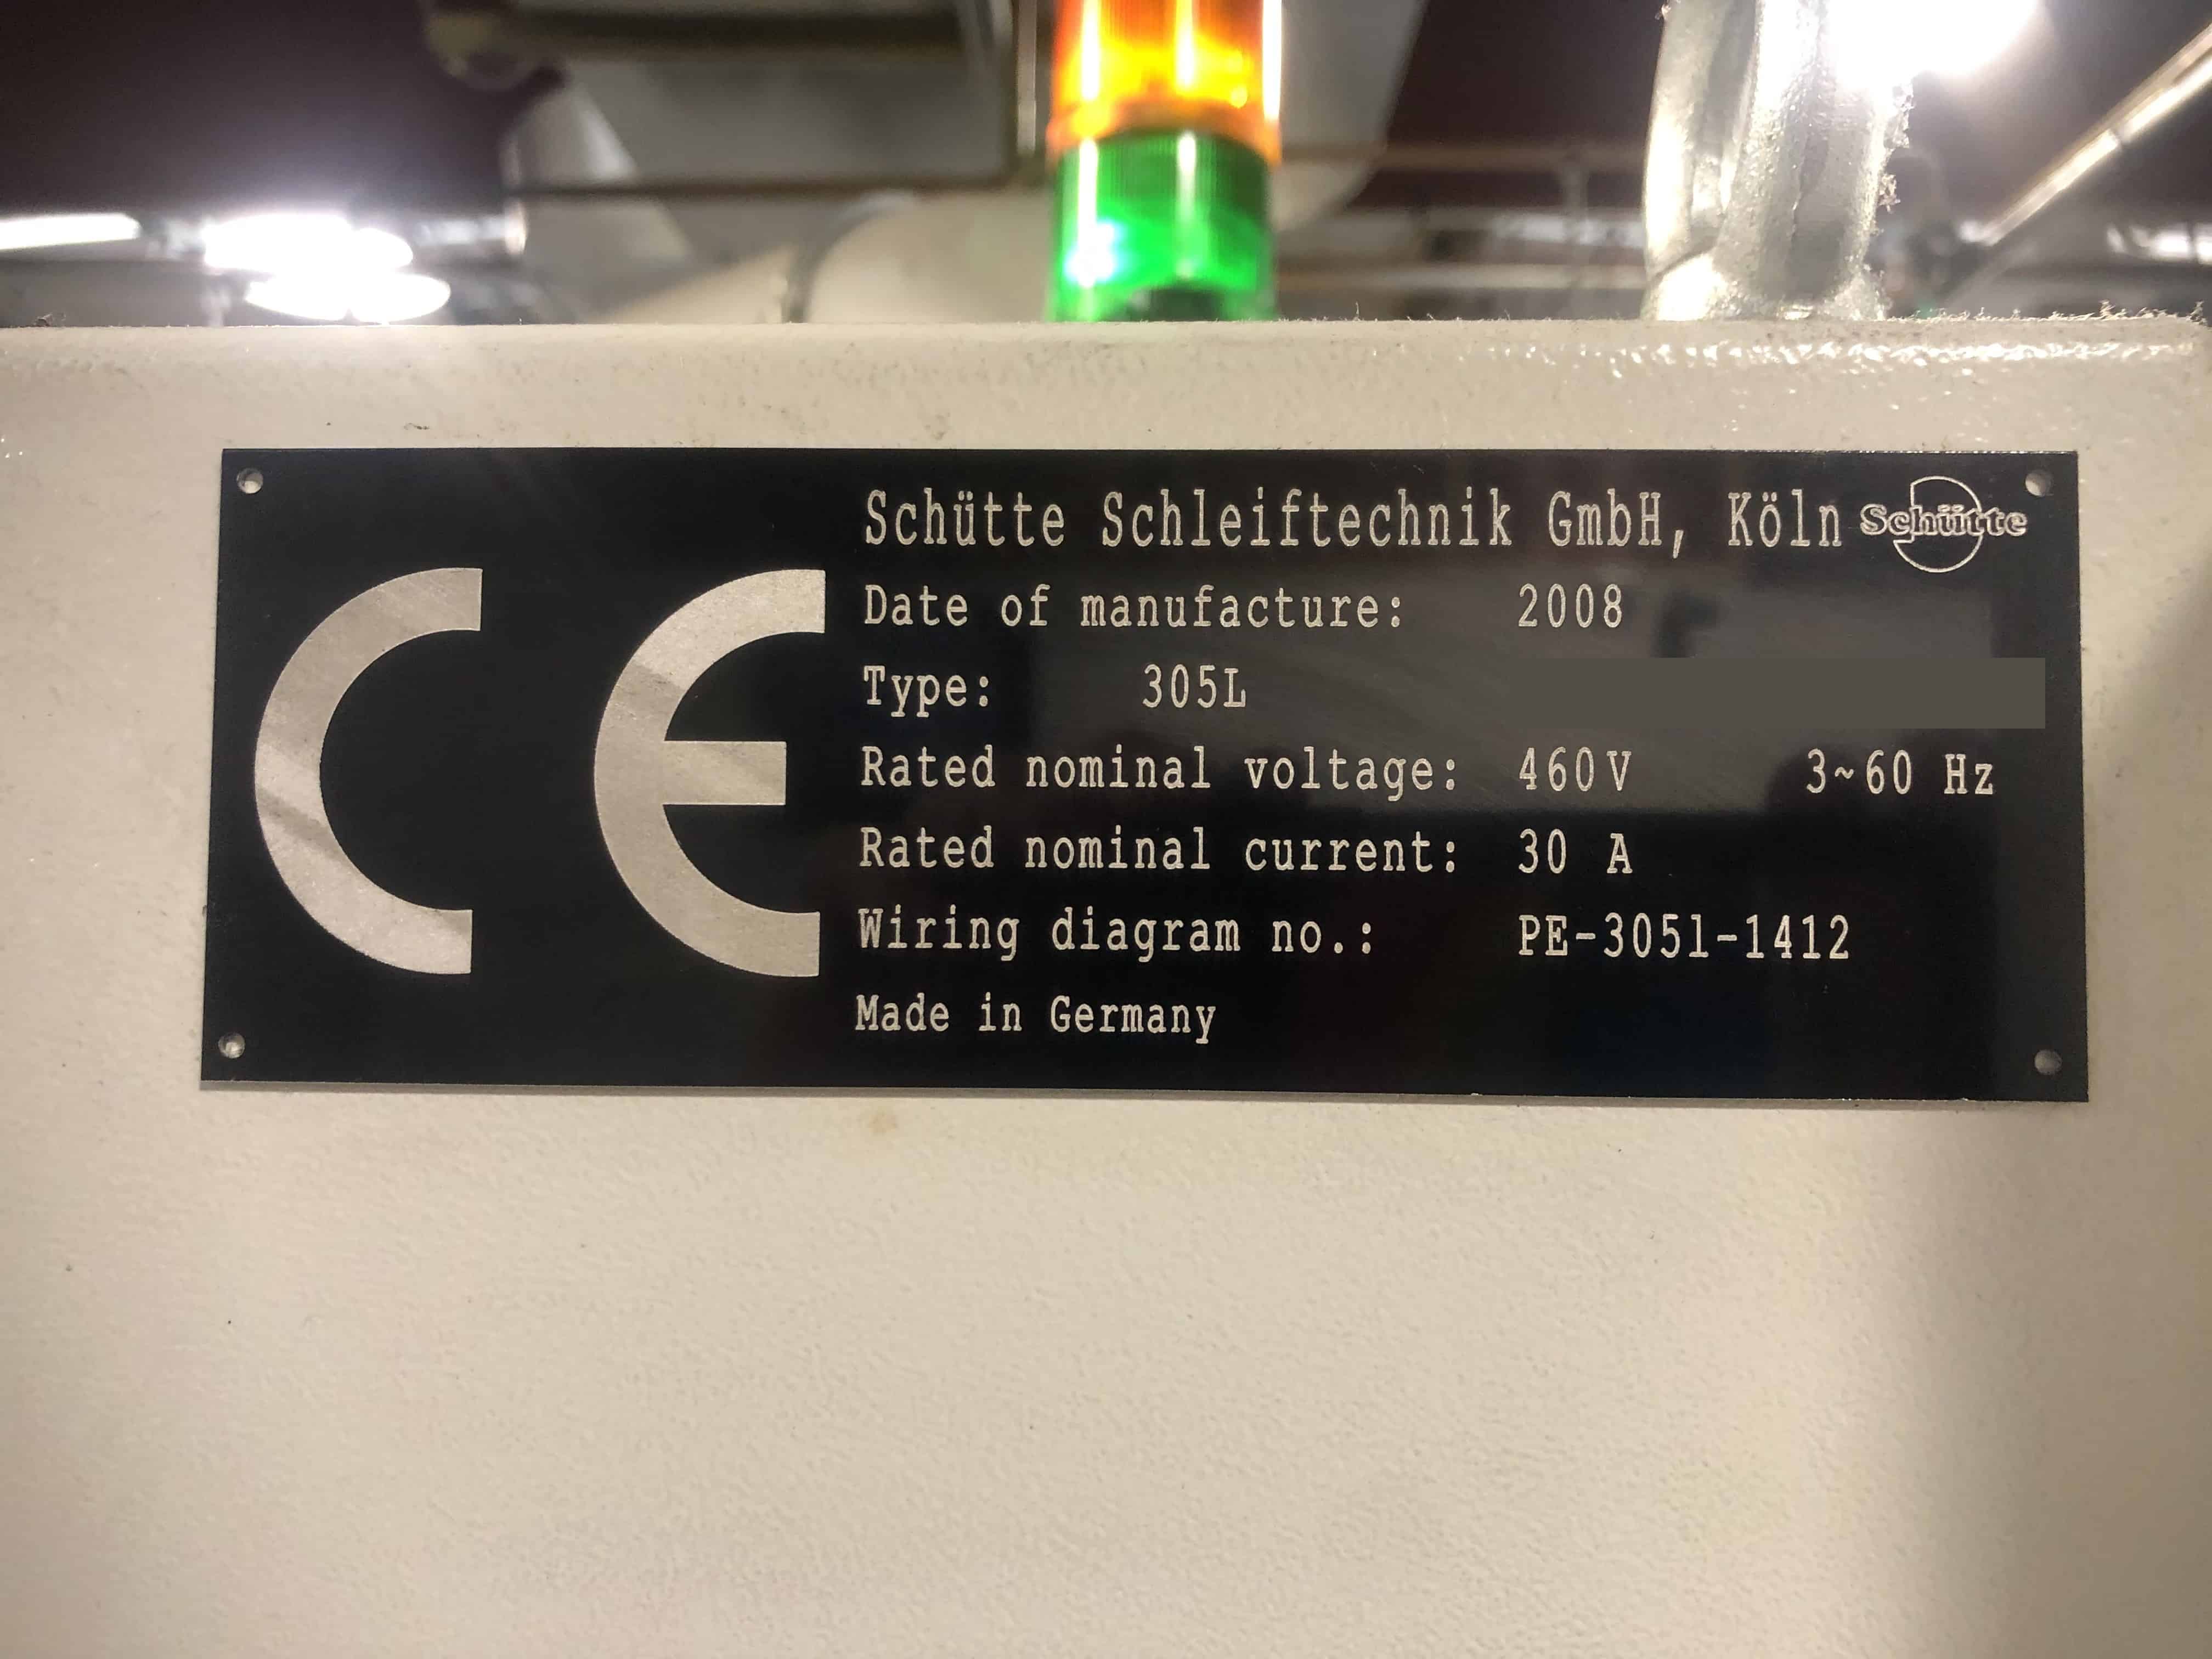 Schütte Schleiftechnik GmbH, Köln Schütte
Date of manufacture: 2008
Type: 305L
Rated nominal voltage: 460V 3~60 Hz
Rated nominal current: 30 A
Wiring diagram no.: PE-305l-1412
Made in Germany
CE